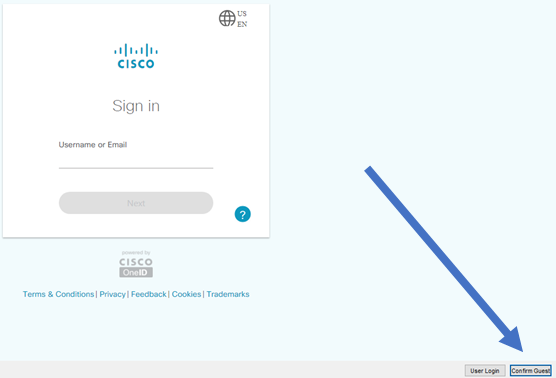 US
EN
CISCO
Sign in
Username or Email
Next
?
powered by
CISCO
OneID
Terms & Conditions| Privacy| Feedback| Cookies| Trademarks
User Login
Confirm Guest